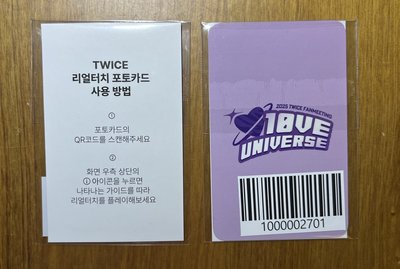 TWICE
리얼터치 포토카드
사용 방법
①
포토카드의
QR코드를 스캔해주세요
②
화면 우측 상단의
ⓘ 아이콘을 누르면
나타나는 가이드를 따라
리얼터치를 플레이해보세요
2025 TWICE FANMEETING
10VE
UNIVERSE
1000002701